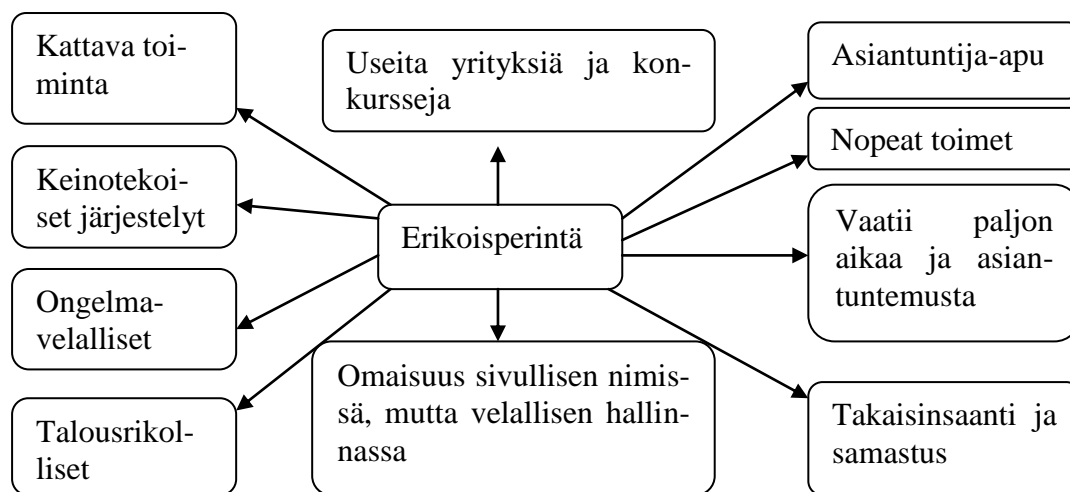 Kattava toi-
minta
Useita yrityksiä ja kon-
kursseja
Asiantuntija-apu
Nopeat toimet
Keinotekoi-
set järjestelyt
Erikoisperintä
Vaatii paljon
aikaa ja asian-
tuntemusta
Ongelma-
velalliset
Omaisuus sivullisen nimis-
sä, mutta velallisen hallin-
nassa
Talousrikol-
liset
Takaisinsaanti ja
samastus